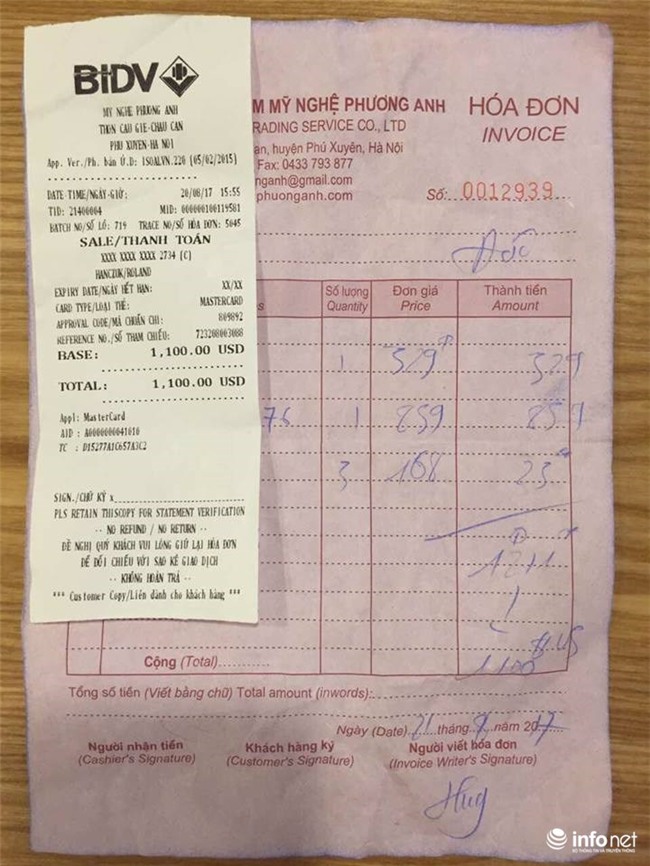 BIDV
MY NGHE PHUONG ANH
THON CAU GIE-CHAU CAN
PHU XUYEN-HA NOI
App. Ver./Ph. bản Ứ.D: ISOALVN.220 [05/02/2015]
DATE-TIME/NGÀY-GIỜ: 20/08/17 15:55
TID: 21400004 MID: 000000100119581
BATCH NO/SỐ LÔ: 719 TRACE NO/SỐ HÓA ĐƠN: 5045
SALE/THANH TOÁN
XXXX XXXX XXXX 2734 [C]
HANCZUK/ROLAND
EXPIRY DATE/NGÀY HẾT HẠN: XX/XX
CARD TYPE/LOẠI THẺ: MASTERCARD
APPROVAL CODE/MÃ CHUẨN CHI: 809892
REFERENCE NO./SỐ THAM CHIẾU: 723208003088
BASE: 1,100.00 USD
TOTAL: 1,100.00 USD
Appl: MasterCard
AID : A0000000041010
TC : D15277A1C657A3C2
SIGN./CHỮ KÝ x
PLS RETAIN THISCOPY FOR STATEMENT VERIFICATION
-- NO REFUND / NO RETURN --
ĐỀ NGHỊ QUÝ KHÁCH VUI LÒNG GIỮ LẠI HÓA ĐƠN
ĐỂ ĐỐI CHIẾU VỚI SAO KÊ GIAO DỊCH
-- KHÔNG HOÀN TRẢ --
*** Customer Copy/Liên dành cho khách hàng ***
M MỸ NGHỆ PHƯƠNG ANH
RADING SERVICE CO., LTD
an, huyện Phú Xuyên, Hà Nội
Fax: 0433 793 877
nganh@gmail.com
phuonganh.com
HÓA ĐƠN
INVOICE
Số: 0012939
Số lượng Đơn giá Thành tiền
Quantity Price Amount
1 329 329
76 1 859 859
3 168 23
Cộng (Total)
Tổng số tiền (Viết bằng chữ) Total amount (inwords):
Ngày (Date) 21 tháng 8 năm 2017
Người nhận tiền Khách hàng ký Người viết hóa đơn
(Cashier's Signature) (Customer's Signature) (Invoice Writer's Signature)
infonet